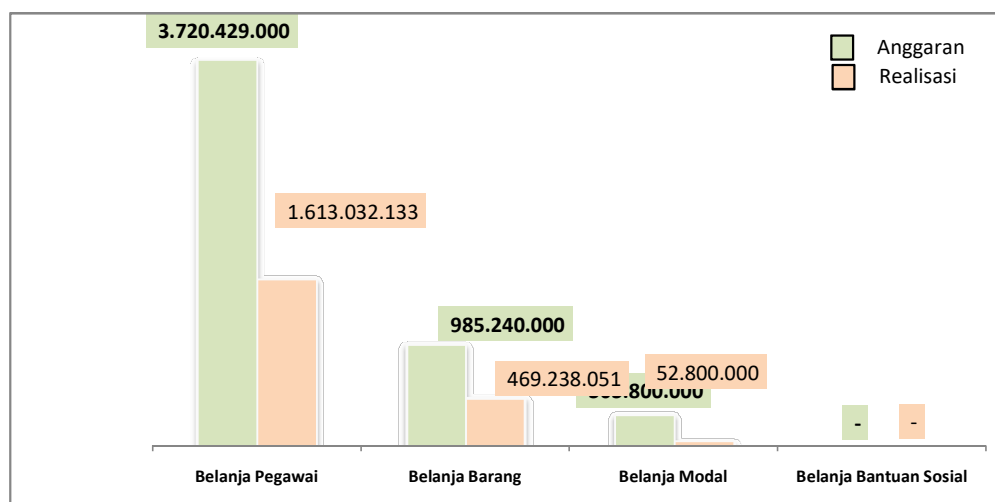 3.720.429.000
Anggaran
Realisasi
1.613.032.133
985.240.000
469.238.051
52.800.000
-
-
Belanja Pegawai
Belanja Barang
Belanja Modal
Belanja Bantuan Sosial